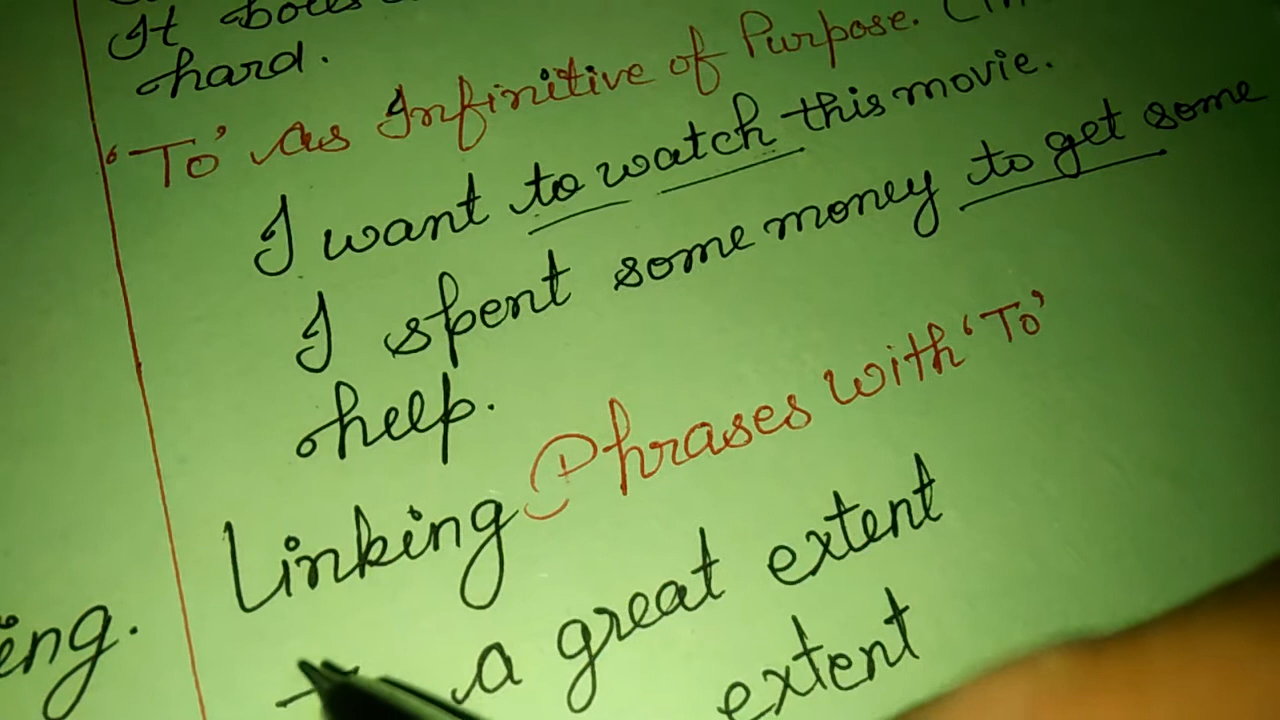 It
hard.
'To' as Infinitive of Purpose.
I want to watch this movie.
I spent some money to get some
help.
Linking Phrases with 'To'
a great extent
extent
ing.